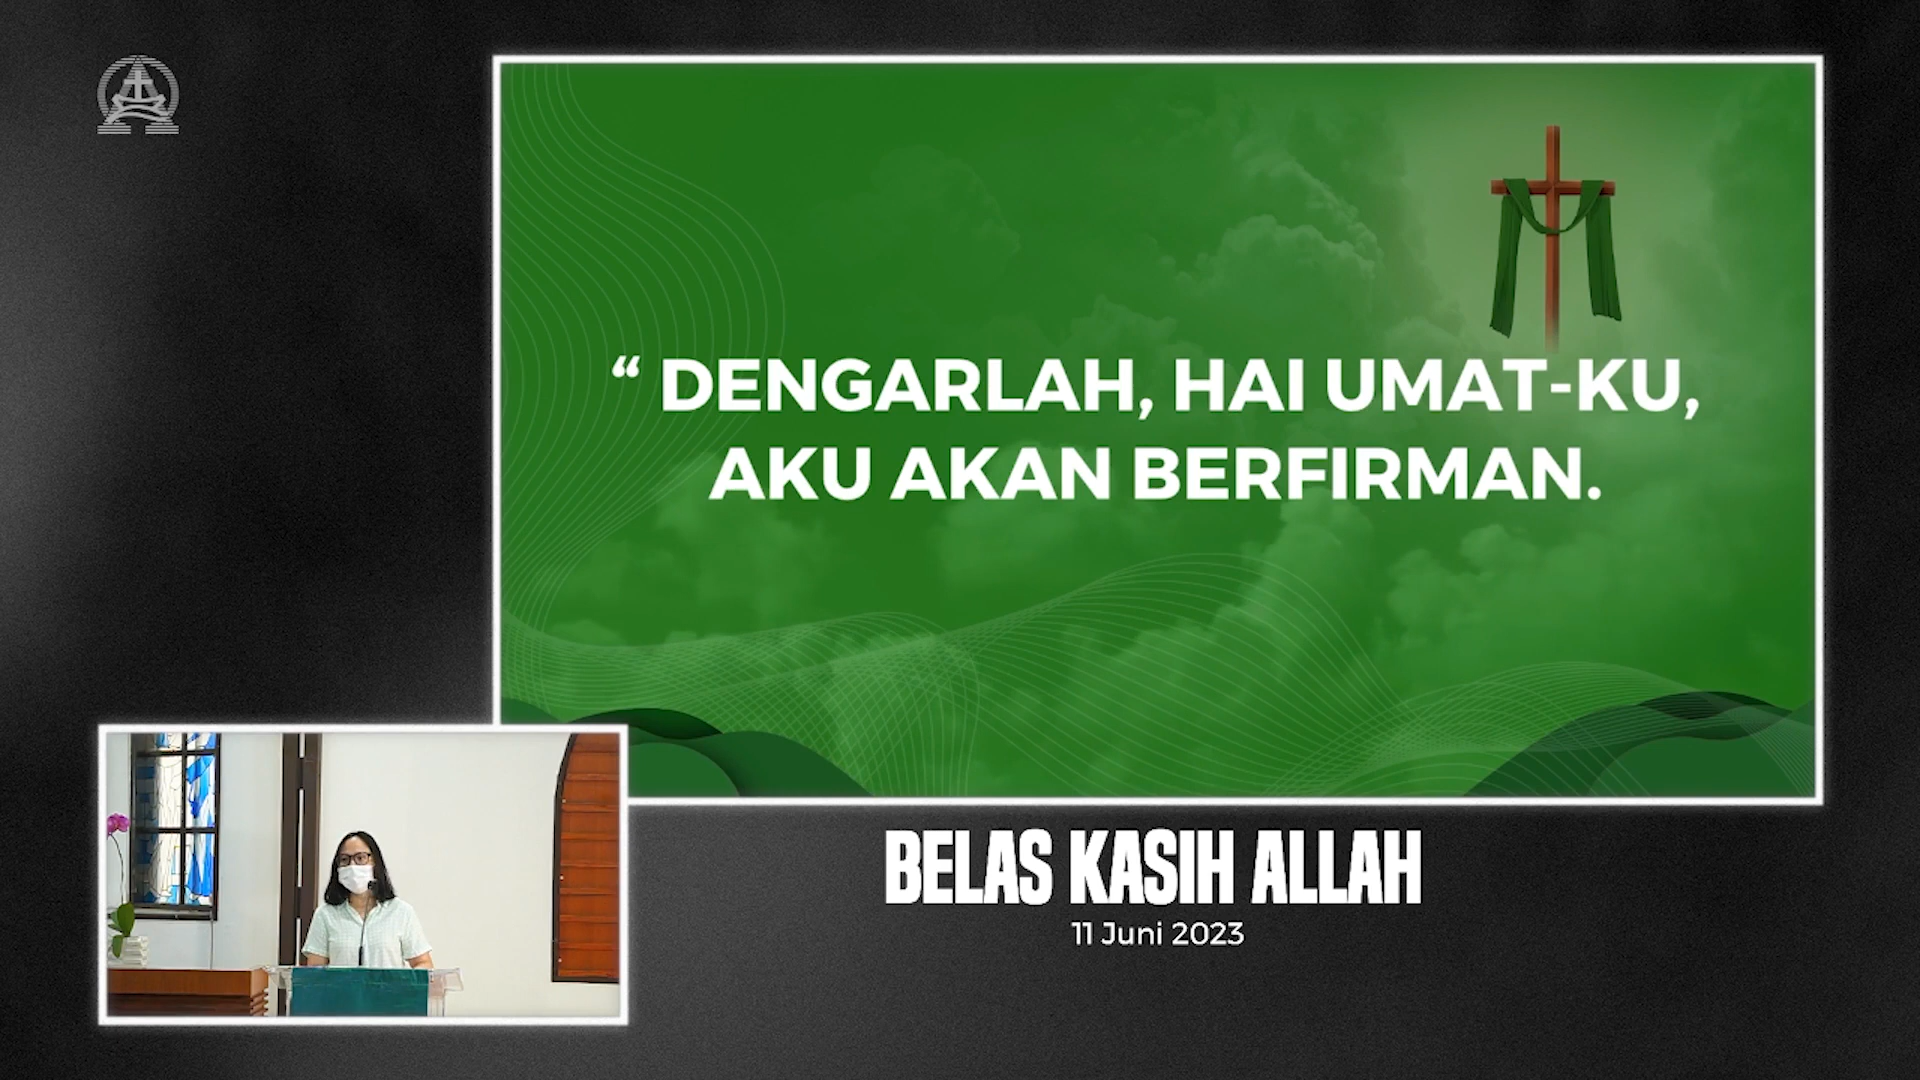 “ DENGARLAH, HAI UMAT-KU,
AKU AKAN BERFIRMAN.
BELAS KASIH ALLAH
11 Juni 2023